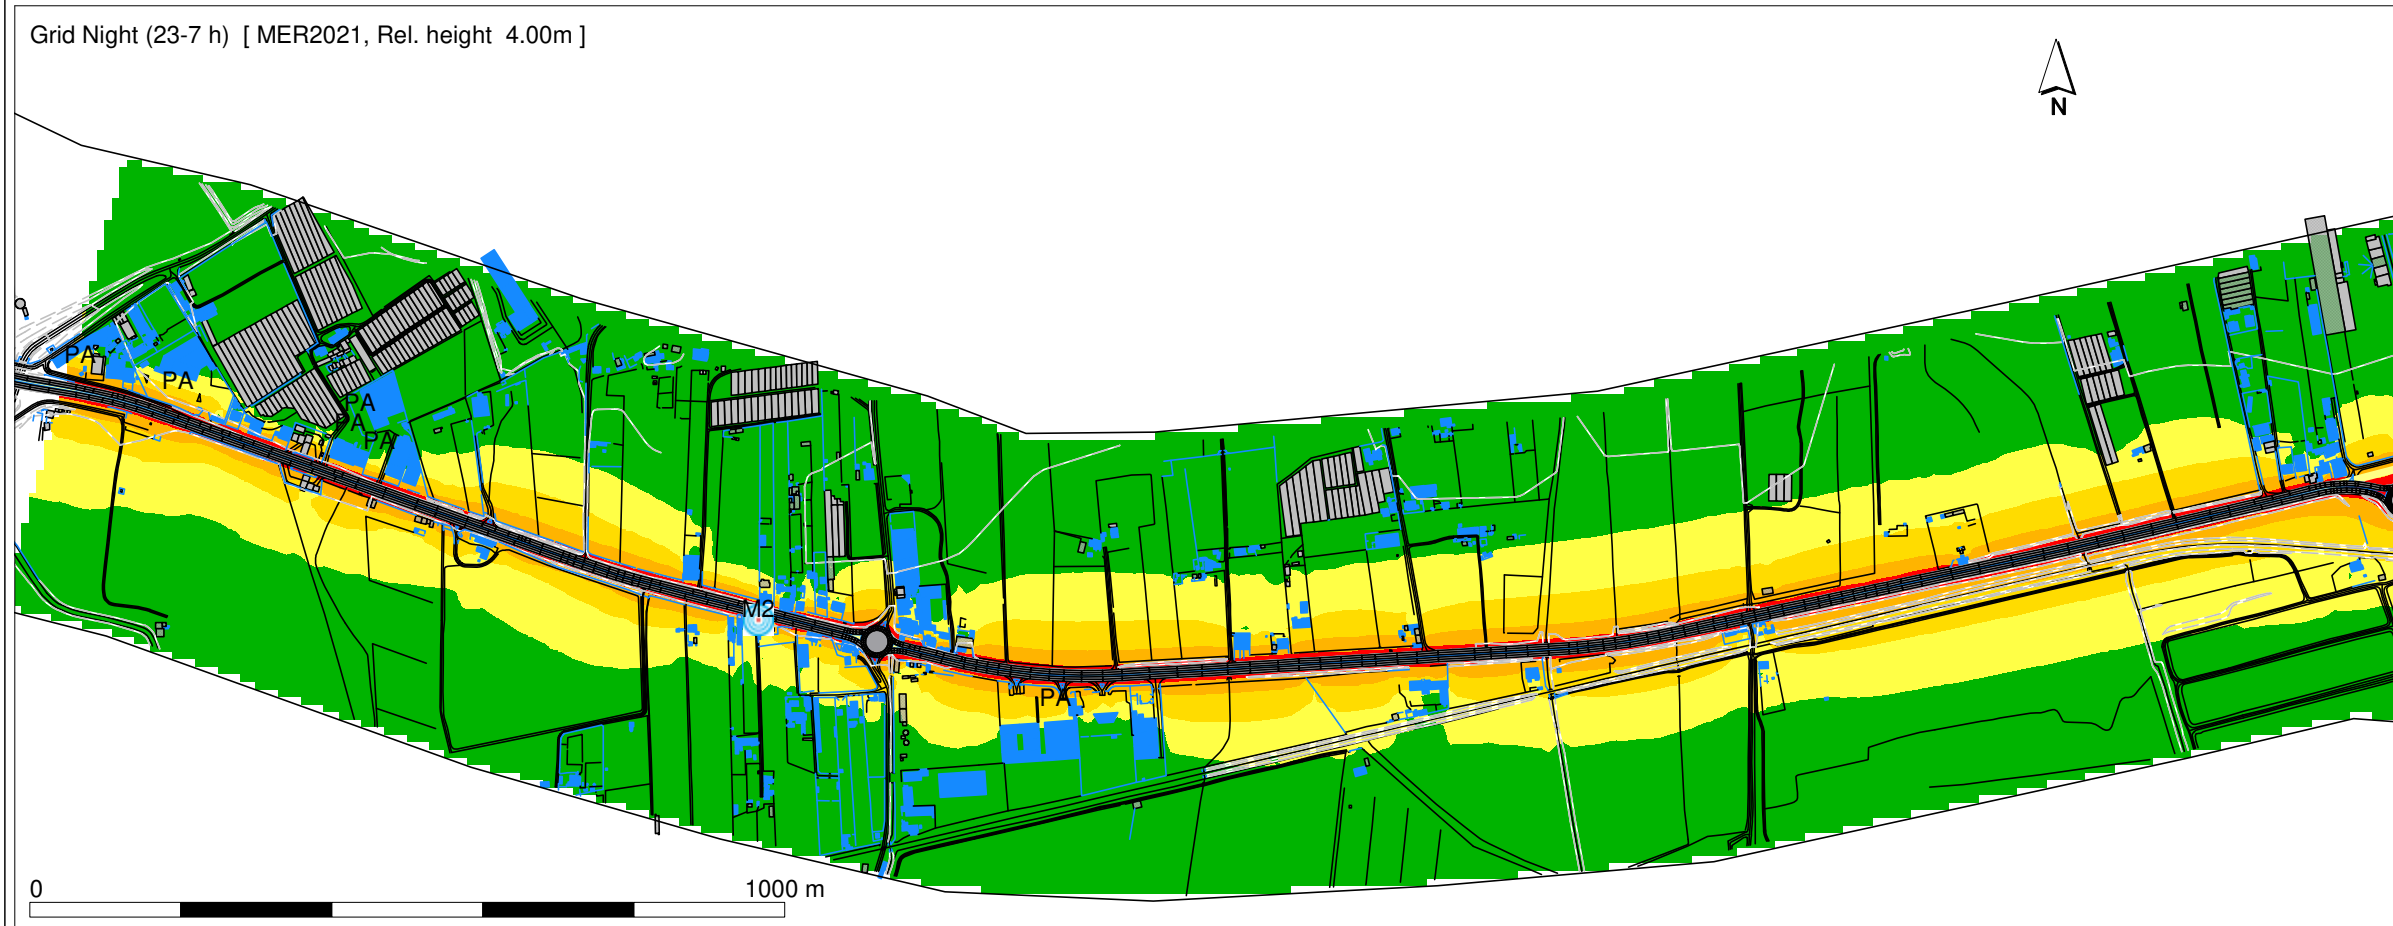 Grid Night (23-7 h) [ MER2021, Rel. height 4.00m ]
N
PA
PA
PA
A
PA
M2
PA
0 1000 m